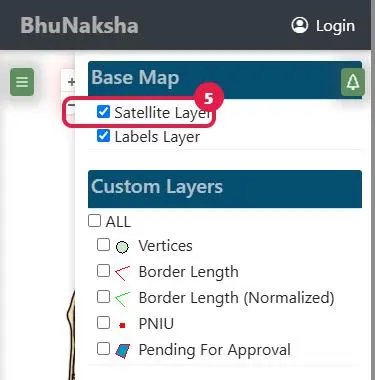 BhuNaksha
Login
Base Map
5
Satellite Layer
Labels Layer
Custom Layers
ALL
Vertices
Border Length
Border Length (Normalized)
PNIU
Pending For Approval